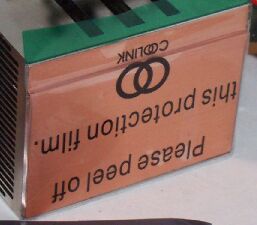 Please peel off
this protection film.
COOLINK